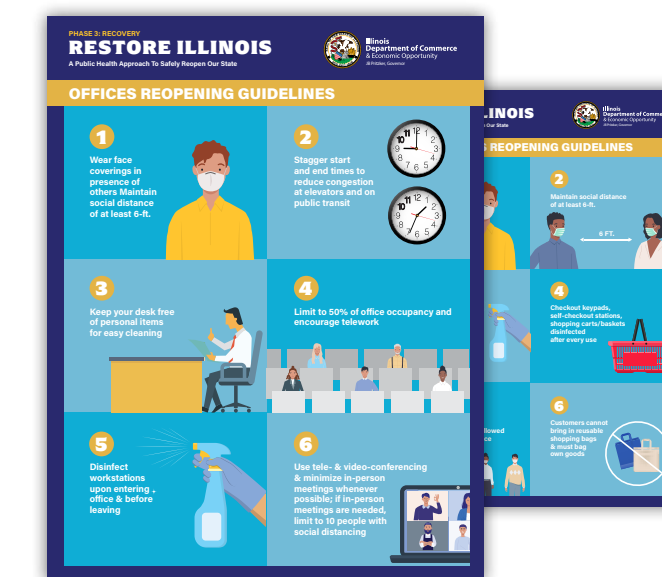 PHASE 3: RECOVERY
RESTORE ILLINOIS
A Public Health Approach To Safely Reopen Our State
Illinois
Department of Commerce
& Economic Opportunity
JB Pritzker, Governor
OFFICES REOPENING GUIDELINES
1
Wear face
coverings in
presence of
others Maintain
social distance
of at least 6-ft.
2
Stagger start
and end times to
reduce congestion
at elevators and on
public transit
3
Keep your desk free
of personal items
for easy cleaning
4
Limit to 50% of office occupancy and
encourage telework
5
Disinfect
workstations
upon entering
office & before
leaving
6
Use tele- & video-conferencing
& minimize in-person
meetings whenever
possible; if in-person
meetings are needed,
limit to 10 people with
social distancing
LINOIS
Our State
Illinois
Department of Comme
& Economic Opportunity
JB Pritzker, Governor
S REOPENING GUIDELINES
2
Maintain social distance
of at least 6-ft.
6 FT.
4
Checkout keypads,
self-checkout stations,
shopping carts/baskets
disinfected
after every use
6
Customers cannot
bring in reusable
shopping bags
& must bag
own goods
llowed
ce